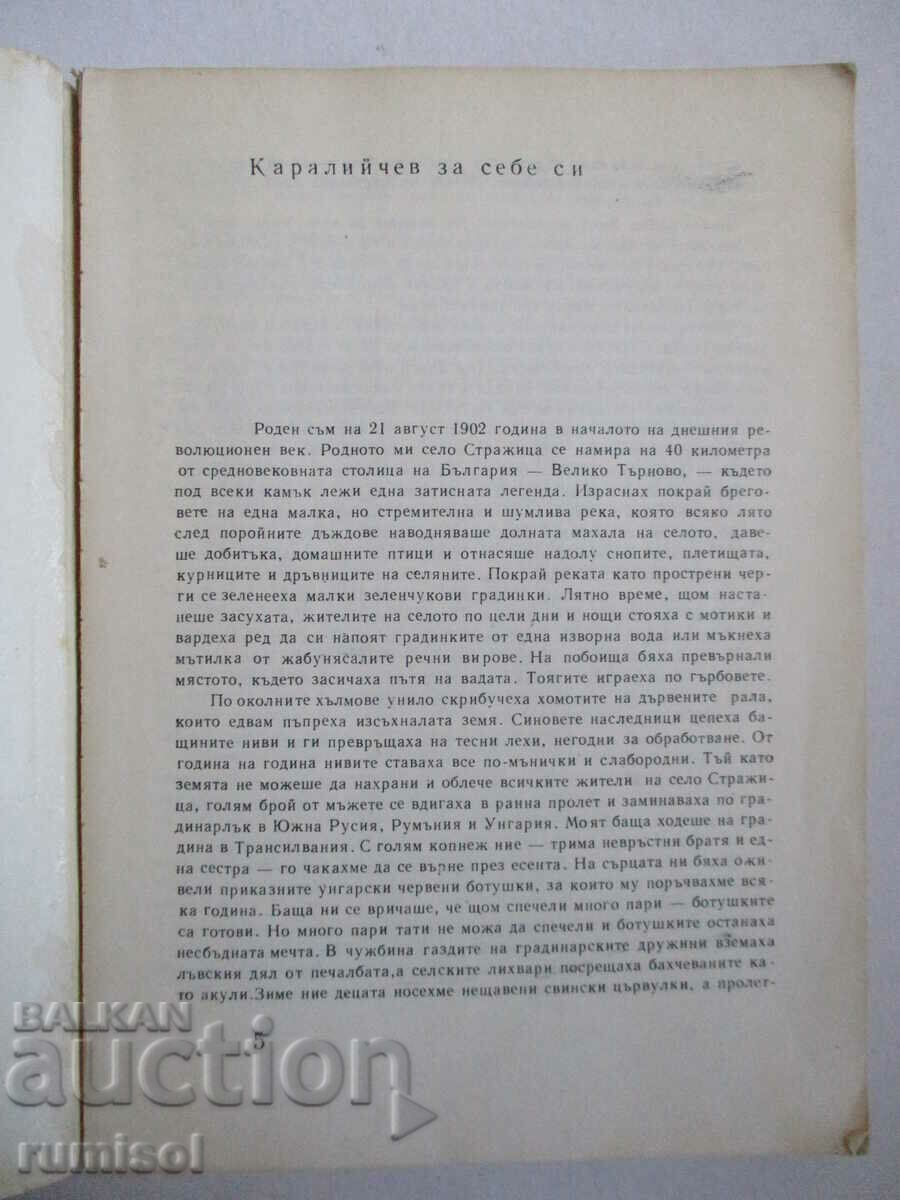 Каралийчев за себе си
Роден съм на 21 август 1902 година в началото на днешния ре-
волюционен век. Родното ми село Стражица се намира на 40 километра
от средновековната столица на България — Велико Търново, — където
под всеки камък лежи една затисната легенда. Израснах покрай брего-
вете на една малка, но стремителна и шумлива река, която всяко лято
след поройните дъждове наводняваше долната махала на селото, даве-
ше добитъка, домашните птици и отнасяше надолу снопите, плетищата,
курниците и дръвниците на селяните. Покрай реката като прострени чер-
ги се зеленееха малки зеленчукови градинки. Лятно време, щом наста-
неше засухата, жителите на селото по цели дни и нощи стояха с мотики и
вардеха ред да си напоят градинките от една изворна вода или мъкнеха
мътилка от жабунясалите речни вирове. На побоища бяха превърнали
мястото, където засичаха пътя на вадата. Тоягите играеха по гърбовете.
По околните хълмове унило скрибучеха хомотите на дървените рала,
които едвам пъпреха изсъхналата земя. Синовете наследници цепеха ба-
щините ниви и ги превръщаха на тесни лехи, негодни за обработване. От
година на година нивите ставаха все по-мънички и слабородни. Тъй като
земята не можеше да нахрани и облече всичките жители на село Стражи-
ца, голям брой от мъжете се вдигаха в ранна пролет и заминаваха по гра-
динарлък в Южна Русия, Румъния и Унгария. Моят баща ходеше на гра-
дина в Трансилвания. С голям копнеж ние — трима невръстни братя и ед-
на сестра — го чакахме да се върне през есента. На сърцата ни бяха ожи-
вели приказните унгарски червени ботушки, за които му поръчвахме вся-
ка година. Баща ни се вричаше, че щом спечели много пари — ботушките
са готови. Но много пари тати не можа да спечели и ботушките останаха
несбъдната мечта. В чужбина газдите на градинарските дружини вземаха
лъвския дял от печалбата,а селските лихвари посрещаха бахчеваните ка-
то акули.Зиме ние децата носехме нещавени свински цървулки, а пролет-
5
BALKAN
auction
rumisol